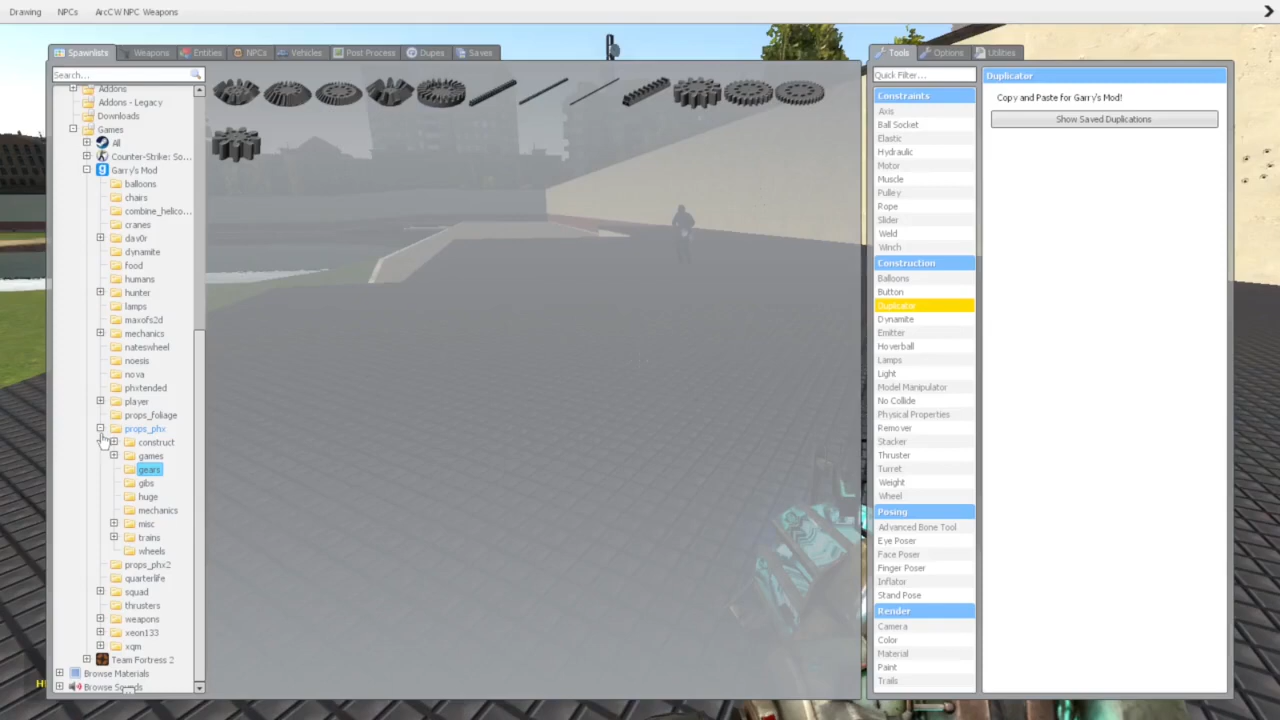 Drawing NPCs ArcCW NPC Weapons
Spawnlists Weapons Entities NPCs Vehicles Post Process Dupes Saves
Search...
Addons
Addons - Legacy
Downloads
Games
All
Counter-Strike: So...
Garry's Mod
balloons
chairs
combine_helico...
cranes
dav0r
dynamite
food
humans
hunter
lamps
maxofs2d
mechanics
nateswheel
noesis
nova
phxtended
player
props_foliage
props_phx
construct
games
gears
gibs
huge
mechanics
misc
trains
wheels
props_phx2
quarterlife
squad
thrusters
weapons
xeon133
xqm
Team Fortress 2
Browse Materials
Browse Sounds
Tools Options Utilities
Quick Filter...
Constraints
Axis
Ball Socket
Elastic
Hydraulic
Motor
Muscle
Pulley
Rope
Slider
Weld
Winch
Construction
Balloons
Button
Duplicator
Dynamite
Emitter
Hoverball
Lamps
Light
Model Manipulator
No Collide
Physical Properties
Remover
Stacker
Thruster
Turret
Weight
Wheel
Posing
Advanced Bone Tool
Eye Poser
Face Poser
Finger Poser
Inflator
Stand Pose
Render
Camera
Color
Material
Paint
Trails
Duplicator
Copy and Paste for Garry's Mod!
Show Saved Duplications